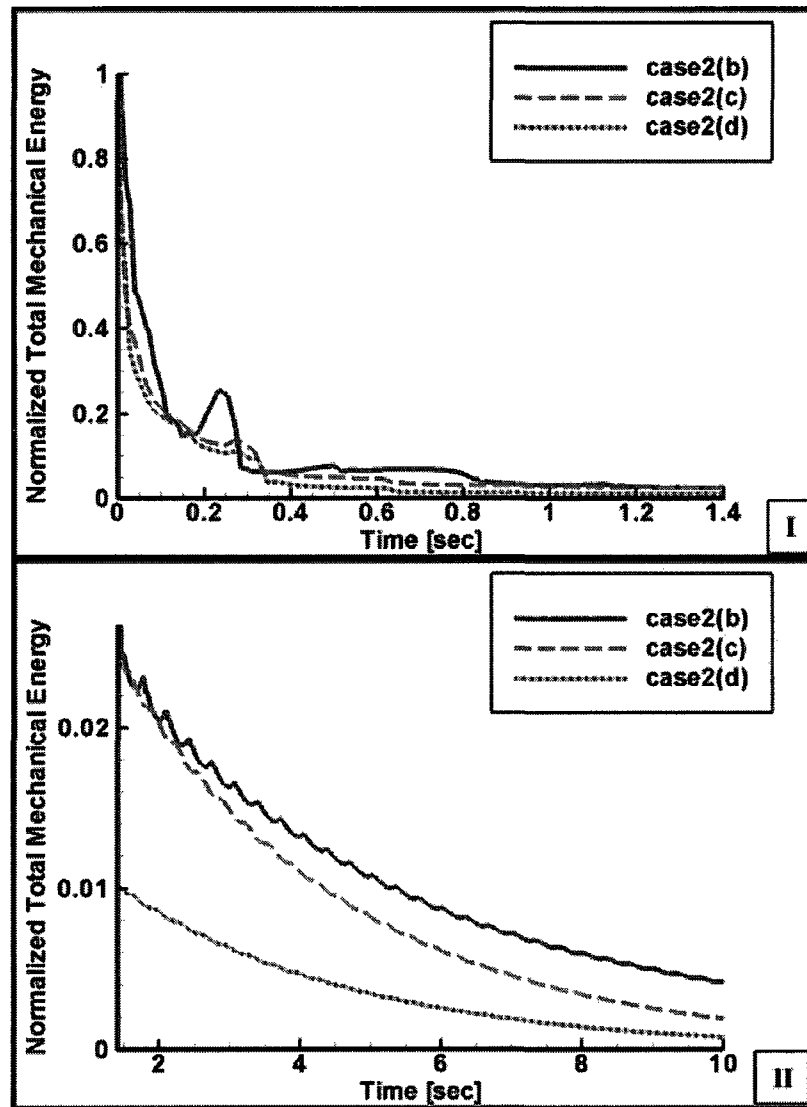 case2(b)
case2(c)
case2(d)
Normalized Total Mechanical Energy
1
0.8
0.6
0.4
0.2
0
0 0.2 0.4 0.6 0.8 1 1.2 1.4
Time [sec]
I
case2(b)
case2(c)
case2(d)
Normalized Total Mechanical Energy
0.02
0.01
0
2 4 6 8 10
Time [sec]
II